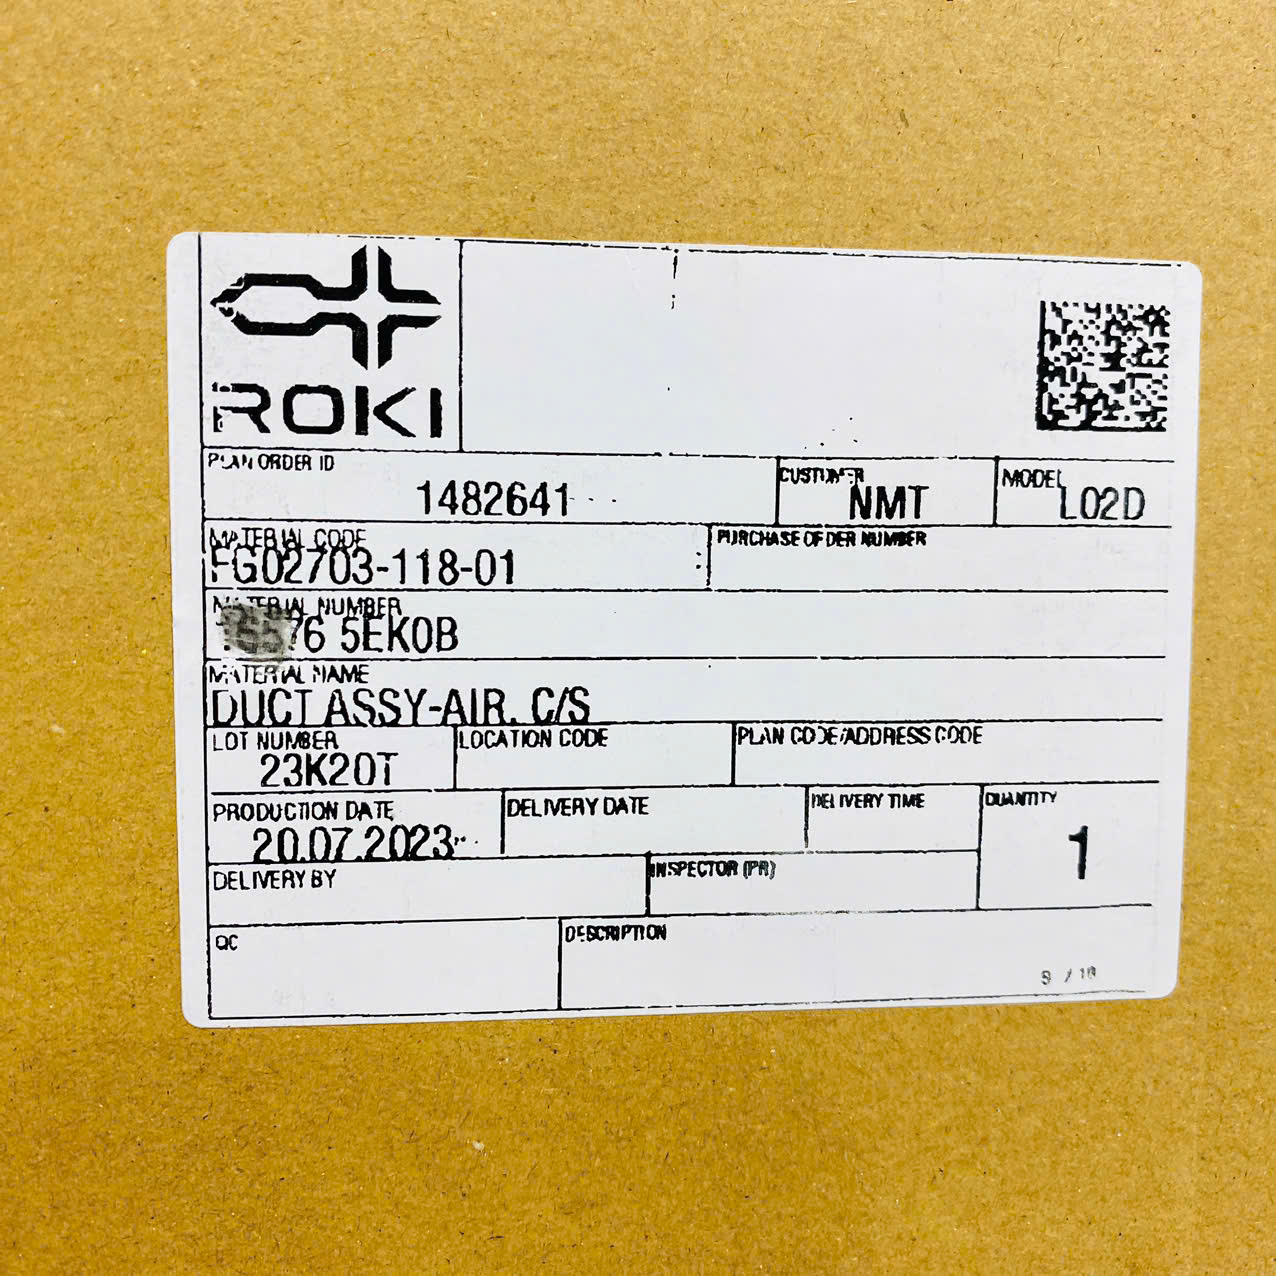 ROKI
PLAN ORDER ID
1482641
CUSTOMER
NMT
MODEL
L02D
MATERIAL CODE
FG02703-118-01
PURCHASE ORDER NUMBER
MATERIAL NUMBER
5EK0B
MATERIAL NAME
DUCT ASSY-AIR, C/S
LOT NUMBER
23K20T
LOCATION CODE
PLAN CODE/ADDRESS CODE
PRODUCTION DATE
20.07.2023
DELIVERY DATE
DELIVERY TIME
QUANTITY
1
DELIVERY BY
INSPECTOR (PR)
QC
DESCRIPTION